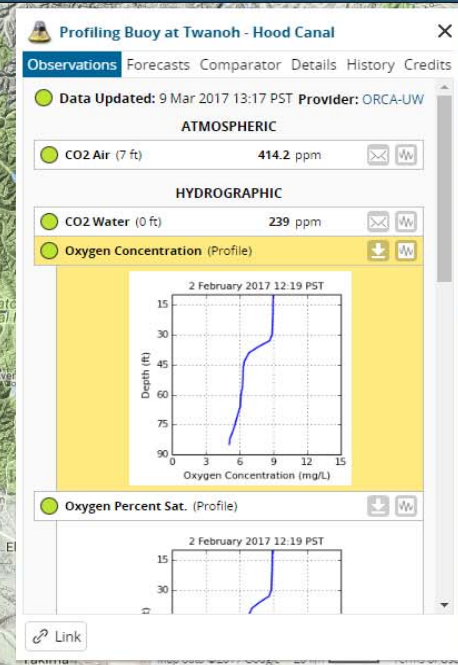 Profiling Buoy at Twanoh - Hood Canal
Observations Forecasts Comparator Details History Credits
Data Updated: 9 Mar 2017 13:17 PST Provider: ORCA-UW
ATMOSPHERIC
CO2 Air (7 ft) 414.2 ppm
HYDROGRAPHIC
CO2 Water (0 ft) 239 ppm
Oxygen Concentration (Profile)
2 February 2017 12:19 PST
15
30
45
60
75
90
Depth (ft)
0 3 6 9 12 15
Oxygen Concentration (mg/L)
Oxygen Percent Sat. (Profile)
2 February 2017 12:19 PST
15
30
Link